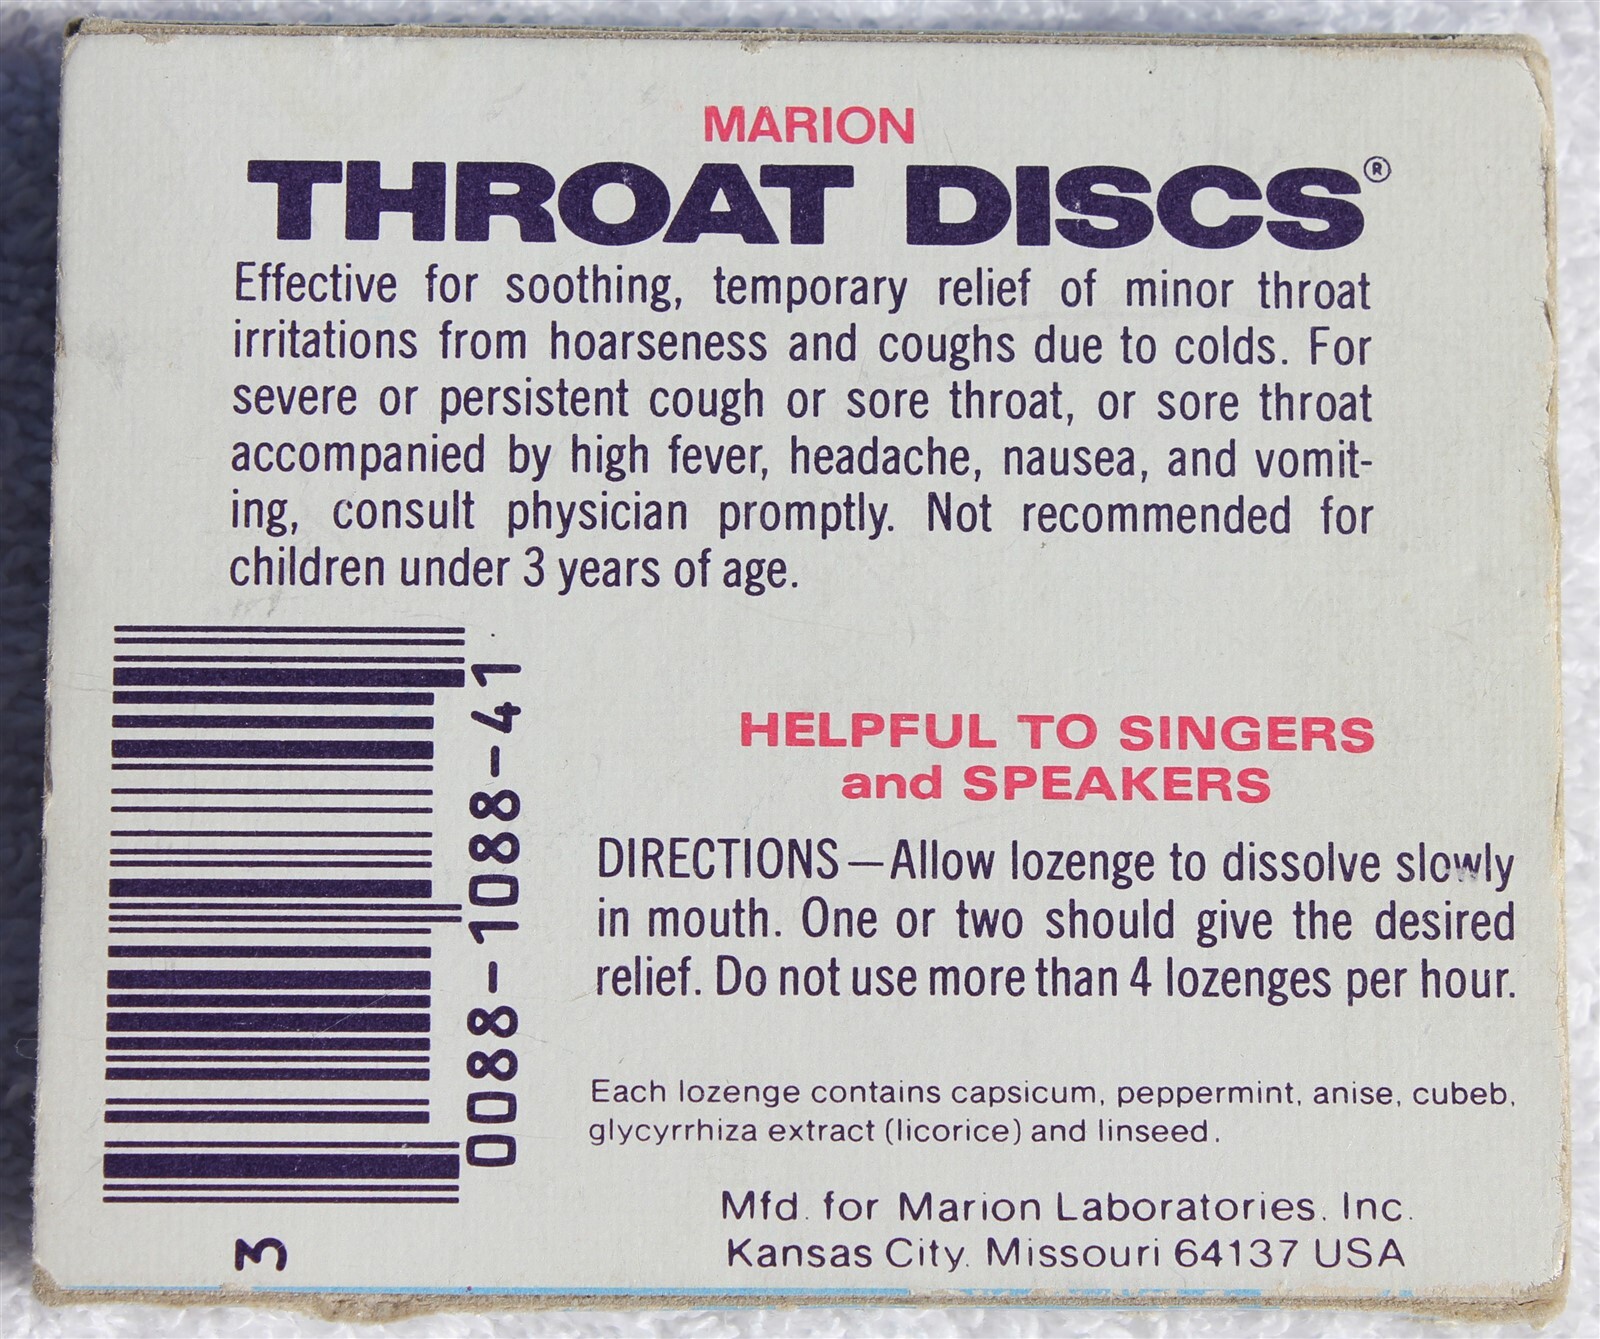 MARION
THROAT DISCS®
Effective for soothing, temporary relief of minor throat
irritations from hoarseness and coughs due to colds. For
severe or persistent cough or sore throat, or sore throat
accompanied by high fever, headache, nausea, and vomit-
ing, consult physician promptly. Not recommended for
children under 3 years of age.
0088-1088-41
3
HELPFUL TO SINGERS
and SPEAKERS
DIRECTIONS—Allow lozenge to dissolve slowly
in mouth. One or two should give the desired
relief. Do not use more than 4 lozenges per hour.
Each lozenge contains capsicum, peppermint, anise, cubeb,
glycyrrhiza extract (licorice) and linseed.
Mfd. for Marion Laboratories, Inc.
Kansas City, Missouri 64137 USA